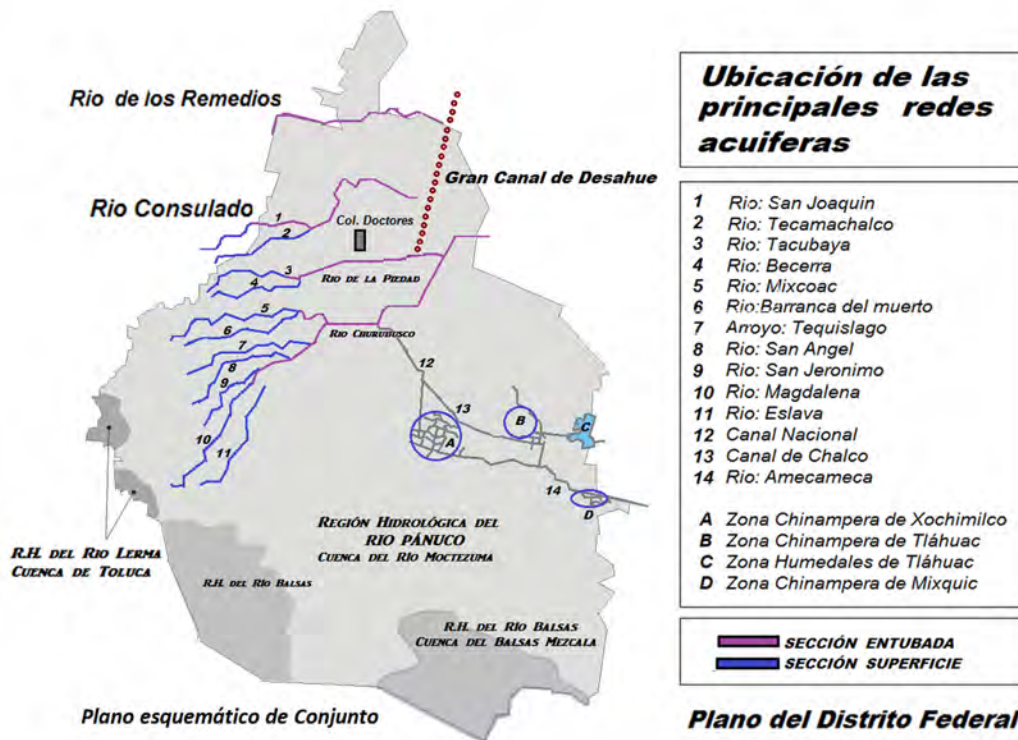 Rio de los Remedios
Gran Canal de Desahue
Rio Consulado
1
2
Col. Doctores
3
4
Rio de la Piedad
5
6
Rio Churubusco
7
8
9
10
11
12
13
A
B
C
14
D
R.H. del Rio Lerma
Cuenca de Toluca
Región Hidrológica del
Rio Pánuco
Cuenca del Río Moctezuma
R.H. del Río Balsas
R.H. del Río Balsas
Cuenca del Balsas Mezcala
Plano esquemático de Conjunto
Ubicación de las
principales redes
acuiferas
1 Rio: San Joaquin
2 Rio: Tecamachalco
3 Rio: Tacubaya
4 Rio: Becerra
5 Rio: Mixcoac
6 Rio:Barranca del muerto
7 Arroyo: Tequislago
8 Rio: San Angel
9 Rio: San Jeronimo
10 Rio: Magdalena
11 Rio: Eslava
12 Canal Nacional
13 Canal de Chalco
14 Rio: Amecameca
A Zona Chinampera de Xochimilco
B Zona Chinampera de Tláhuac
C Zona Humedales de Tláhuac
D Zona Chinampera de Mixquic
SECCIÓN ENTUBADA
SECCIÓN SUPERFICIE
Plano del Distrito Federal